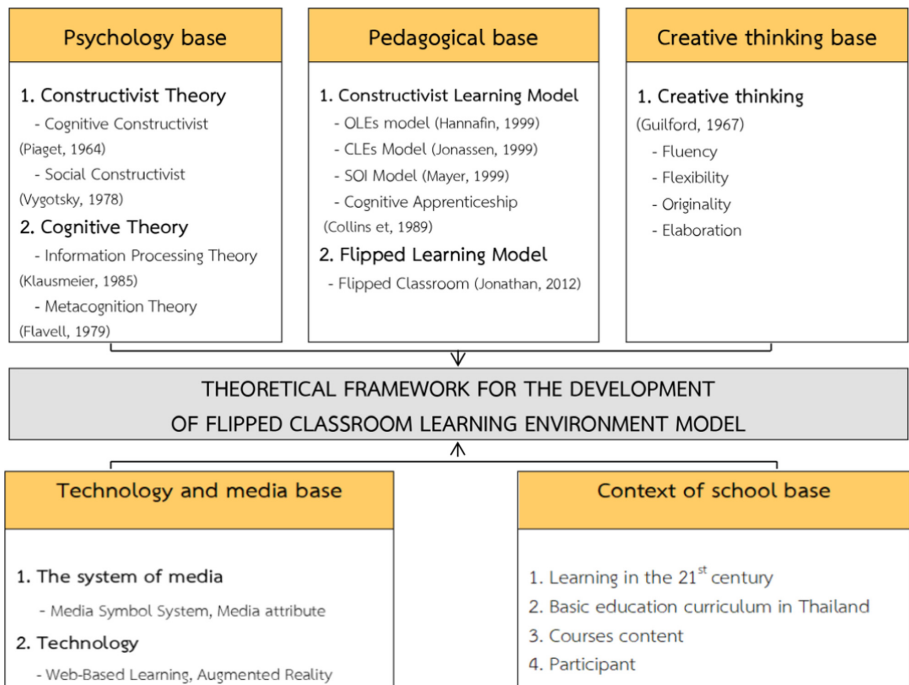 Psychology base
1. Constructivist Theory
- Cognitive Constructivist
(Piaget, 1964)
- Social Constructivist
(Vygotsky, 1978)
2. Cognitive Theory
- Information Processing Theory
(Klausmeier, 1985)
- Metacognition Theory
(Flavell, 1979)
Pedagogical base
1. Constructivist Learning Model
- OLEs model (Hannafin, 1999)
- CLEs Model (Jonassen, 1999)
- SOI Model (Mayer, 1999)
- Cognitive Apprenticeship
(Collins et, 1989)
2. Flipped Learning Model
- Flipped Classroom (Jonathan, 2012)
Creative thinking base
1. Creative thinking
(Guilford, 1967)
- Fluency
- Flexibility
- Originality
- Elaboration
THEORETICAL FRAMEWORK FOR THE DEVELOPMENT
OF FLIPPED CLASSROOM LEARNING ENVIRONMENT MODEL
Technology and media base
1. The system of media
- Media Symbol System, Media attribute
2. Technology
- Web-Based Learning, Augmented Reality
Context of school base
1. Learning in the 21st century
2. Basic education curriculum in Thailand
3. Courses content
4. Participant